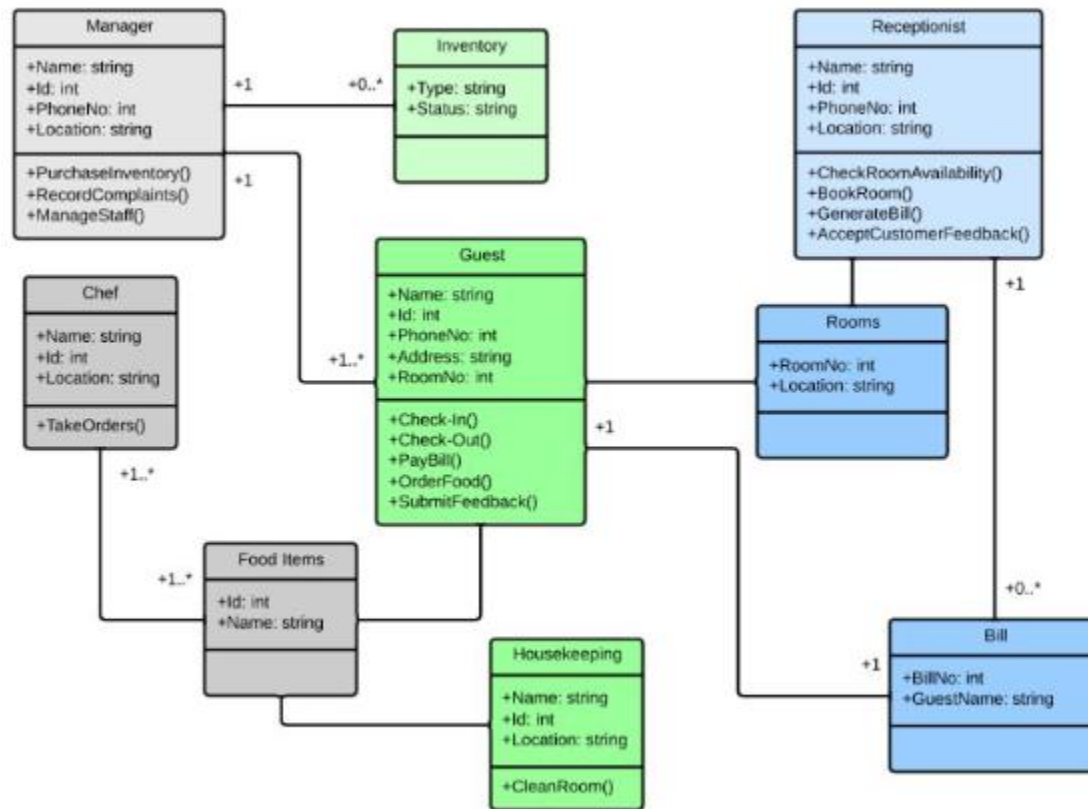 Manager
+Name: string
+Id: int
+PhoneNo: int
+Location: string
+PurchaseInventory()
+RecordComplaints()
+ManageStaff()
+1
+0..*
Inventory
+Type: string
+Status: string
+1
+1..*
Receptionist
+Name: string
+Id: int
+PhoneNo: int
+Location: string
+CheckRoomAvailability()
+BookRoom()
+GenerateBill()
+AcceptCustomerFeedback()
+1
+0..*
Chef
+Name: string
+Id: int
+Location: string
+TakeOrders()
+1..*
+1..*
Guest
+Name: string
+Id: int
+PhoneNo: int
+Address: string
+RoomNo: int
+Check-In()
+Check-Out()
+PayBill()
+OrderFood()
+SubmitFeedback()
+1
+1
Rooms
+RoomNo: int
+Location: string
Food Items
+Id: int
+Name: string
Housekeeping
+Name: string
+Id: int
+Location: string
+CleanRoom()
Bill
+BillNo: int
+GuestName: string